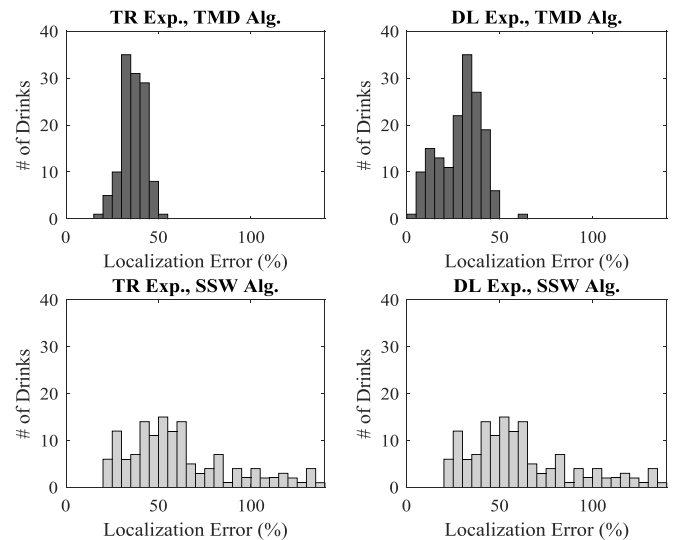 TR Exp., TMD Alg.
40
30
20
10
0
# of Drinks
0 50 100
Localization Error (%)
DL Exp., TMD Alg.
40
30
20
10
0
# of Drinks
0 50 100
Localization Error (%)
TR Exp., SSW Alg.
40
30
20
10
0
# of Drinks
0 50 100
Localization Error (%)
DL Exp., SSW Alg.
40
30
20
10
0
# of Drinks
0 50 100
Localization Error (%)